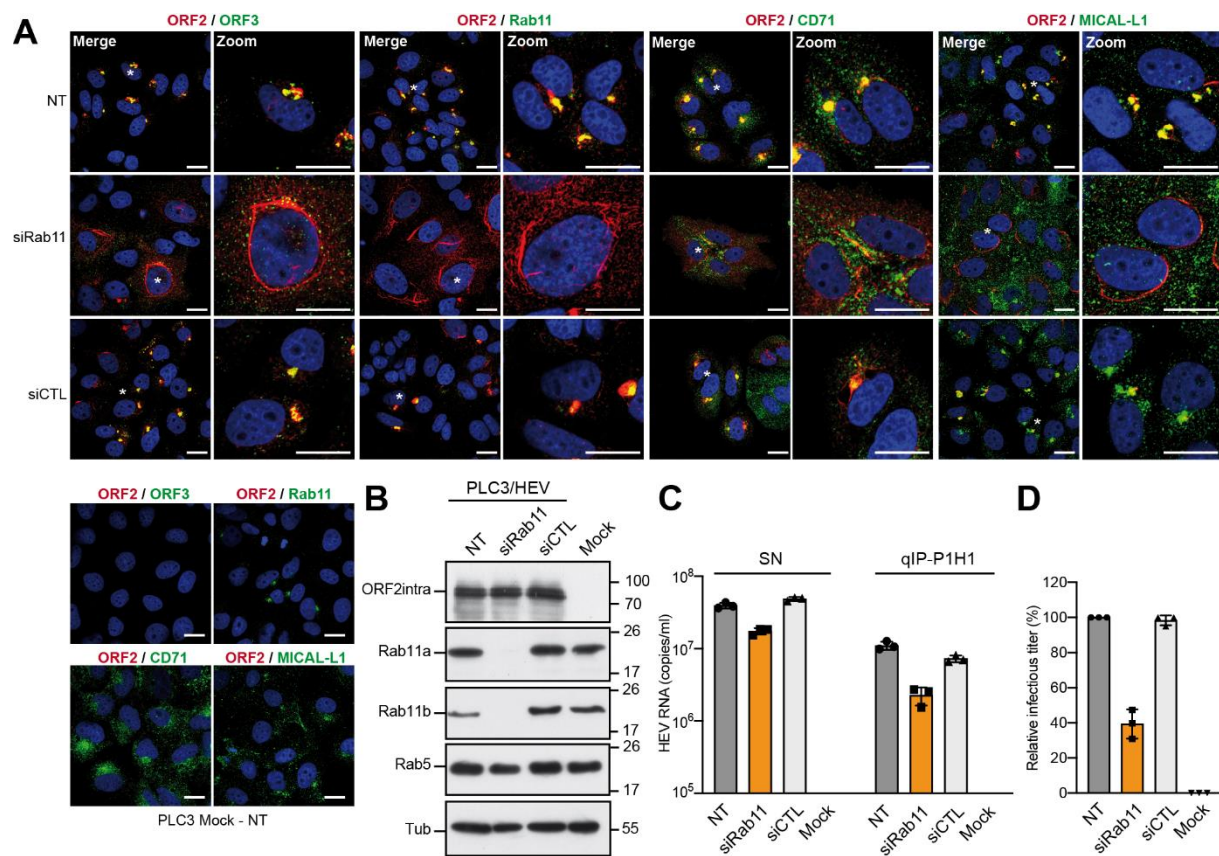 A
ORF2 / ORF3
ORF2 / Rab11
ORF2 / CD71
ORF2 / MICAL-L1
Merge Zoom Merge Zoom Merge Zoom Merge Zoom
NT
*
*
*
*
siRab11
*
*
*
*
siCTL
*
*
*
*
ORF2 / ORF3
ORF2 / Rab11
ORF2 / CD71
ORF2 / MICAL-L1
PLC3 Mock - NT
B
PLC3/HEV
NT siRab11 siCTL Mock
ORF2intra
100
70
Rab11a
26
17
Rab11b
26
17
Rab5
26
17
Tub
55
C
SN
qIP-P1H1
HEV RNA (copies/ml)
10⁸
10⁷
10⁶
10⁵
NT siRab11 siCTL Mock NT siRab11 siCTL Mock
D
Relative infectious titer (%)
120
100
80
60
40
20
0
NT siRab11 siCTL Mock